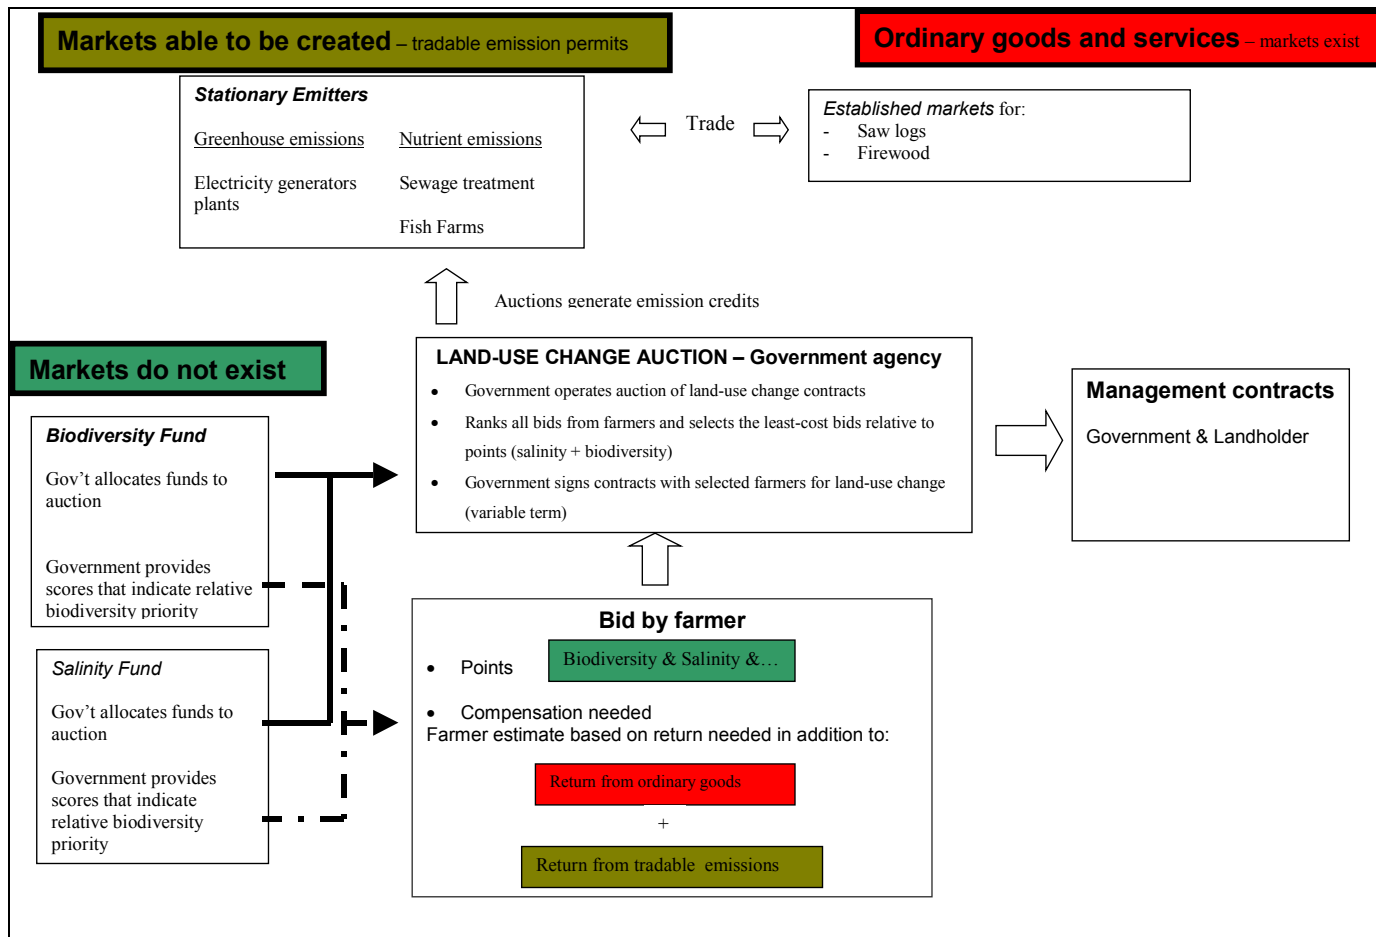 Markets able to be created – tradable emission permits
Ordinary goods and services – markets exist
Stationary Emitters
Greenhouse emissions
Nutrient emissions
Electricity generators
plants
Sewage treatment
Fish Farms
Trade
Established markets for:
- Saw logs
- Firewood
Auctions generate emission credits
Markets do not exist
Biodiversity Fund
Gov't allocates funds to
auction
Government provides
scores that indicate relative
biodiversity priority
Salinity Fund
Gov't allocates funds to
auction
Government provides
scores that indicate
relative biodiversity
priority
LAND-USE CHANGE AUCTION – Government agency
• Government operates auction of land-use change contracts
• Ranks all bids from farmers and selects the least-cost bids relative to
points (salinity + biodiversity)
• Government signs contracts with selected farmers for land-use change
(variable term)
Management contracts
Government & Landholder
Bid by farmer
• Points
Biodiversity & Salinity &…
• Compensation needed
Farmer estimate based on return needed in addition to:
Return from ordinary goods
+
Return from tradable emissions